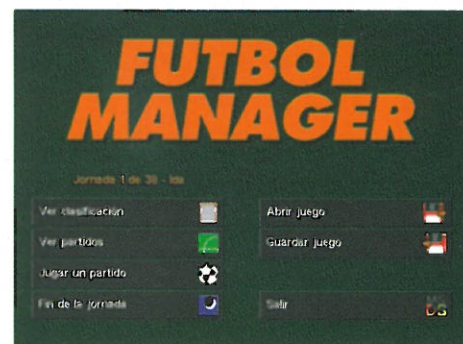 FUTBOL
MANAGER
Jornada 1 de 38 - Ida
Ver clasificación
Ver partidos
Jugar un partido
Fin de la jornada
Abrir juego
Guardar juego
Salir